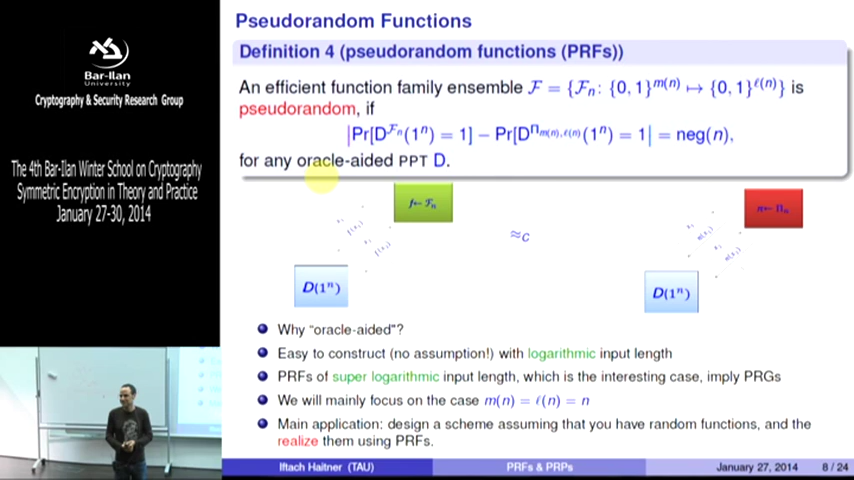 Bar-Ilan
University
Cryptography & Security Research Group
The 4th Bar-Ilan Winter School on Cryptography
Symmetric Encryption in Theory and Practice
January 27-30, 2014
Pseudorandom Functions
Definition 4 (pseudorandom functions (PRFs))
An efficient function family ensemble F = {Fₙ: {0, 1}^m(n) ↦ {0, 1}^ℓ(n)} is
pseudorandom, if
|Pr[D^Fₙ(1ⁿ) = 1] − Pr[D^Πm(n),ℓ(n)(1ⁿ) = 1| = neg(n),
for any oracle-aided PPT D.
f← Fₙ
π← Πₙ
≈C
D(1ⁿ)
D(1ⁿ)
Why "oracle-aided"?
Easy to construct (no assumption!) with logarithmic input length
PRFs of super logarithmic input length, which is the interesting case, imply PRGs
We will mainly focus on the case m(n) = ℓ(n) = n
Main application: design a scheme assuming that you have random functions, and the
realize them using PRFs.
Iftach Haitner (TAU)
PRFs & PRPs
January 27, 2014
8 / 24